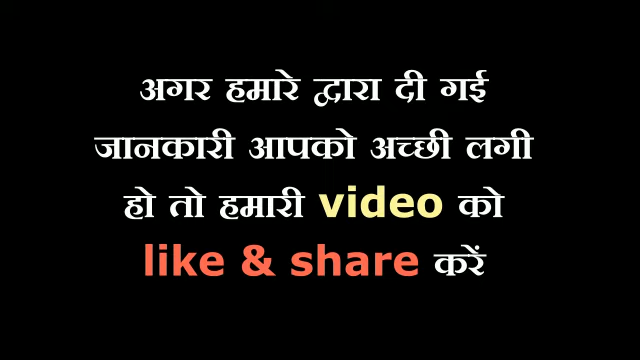 अगर हमारे द्वारा दी गई
जानकारी आपको अच्छी लगी
हो तो हमारी video को
like & share करें